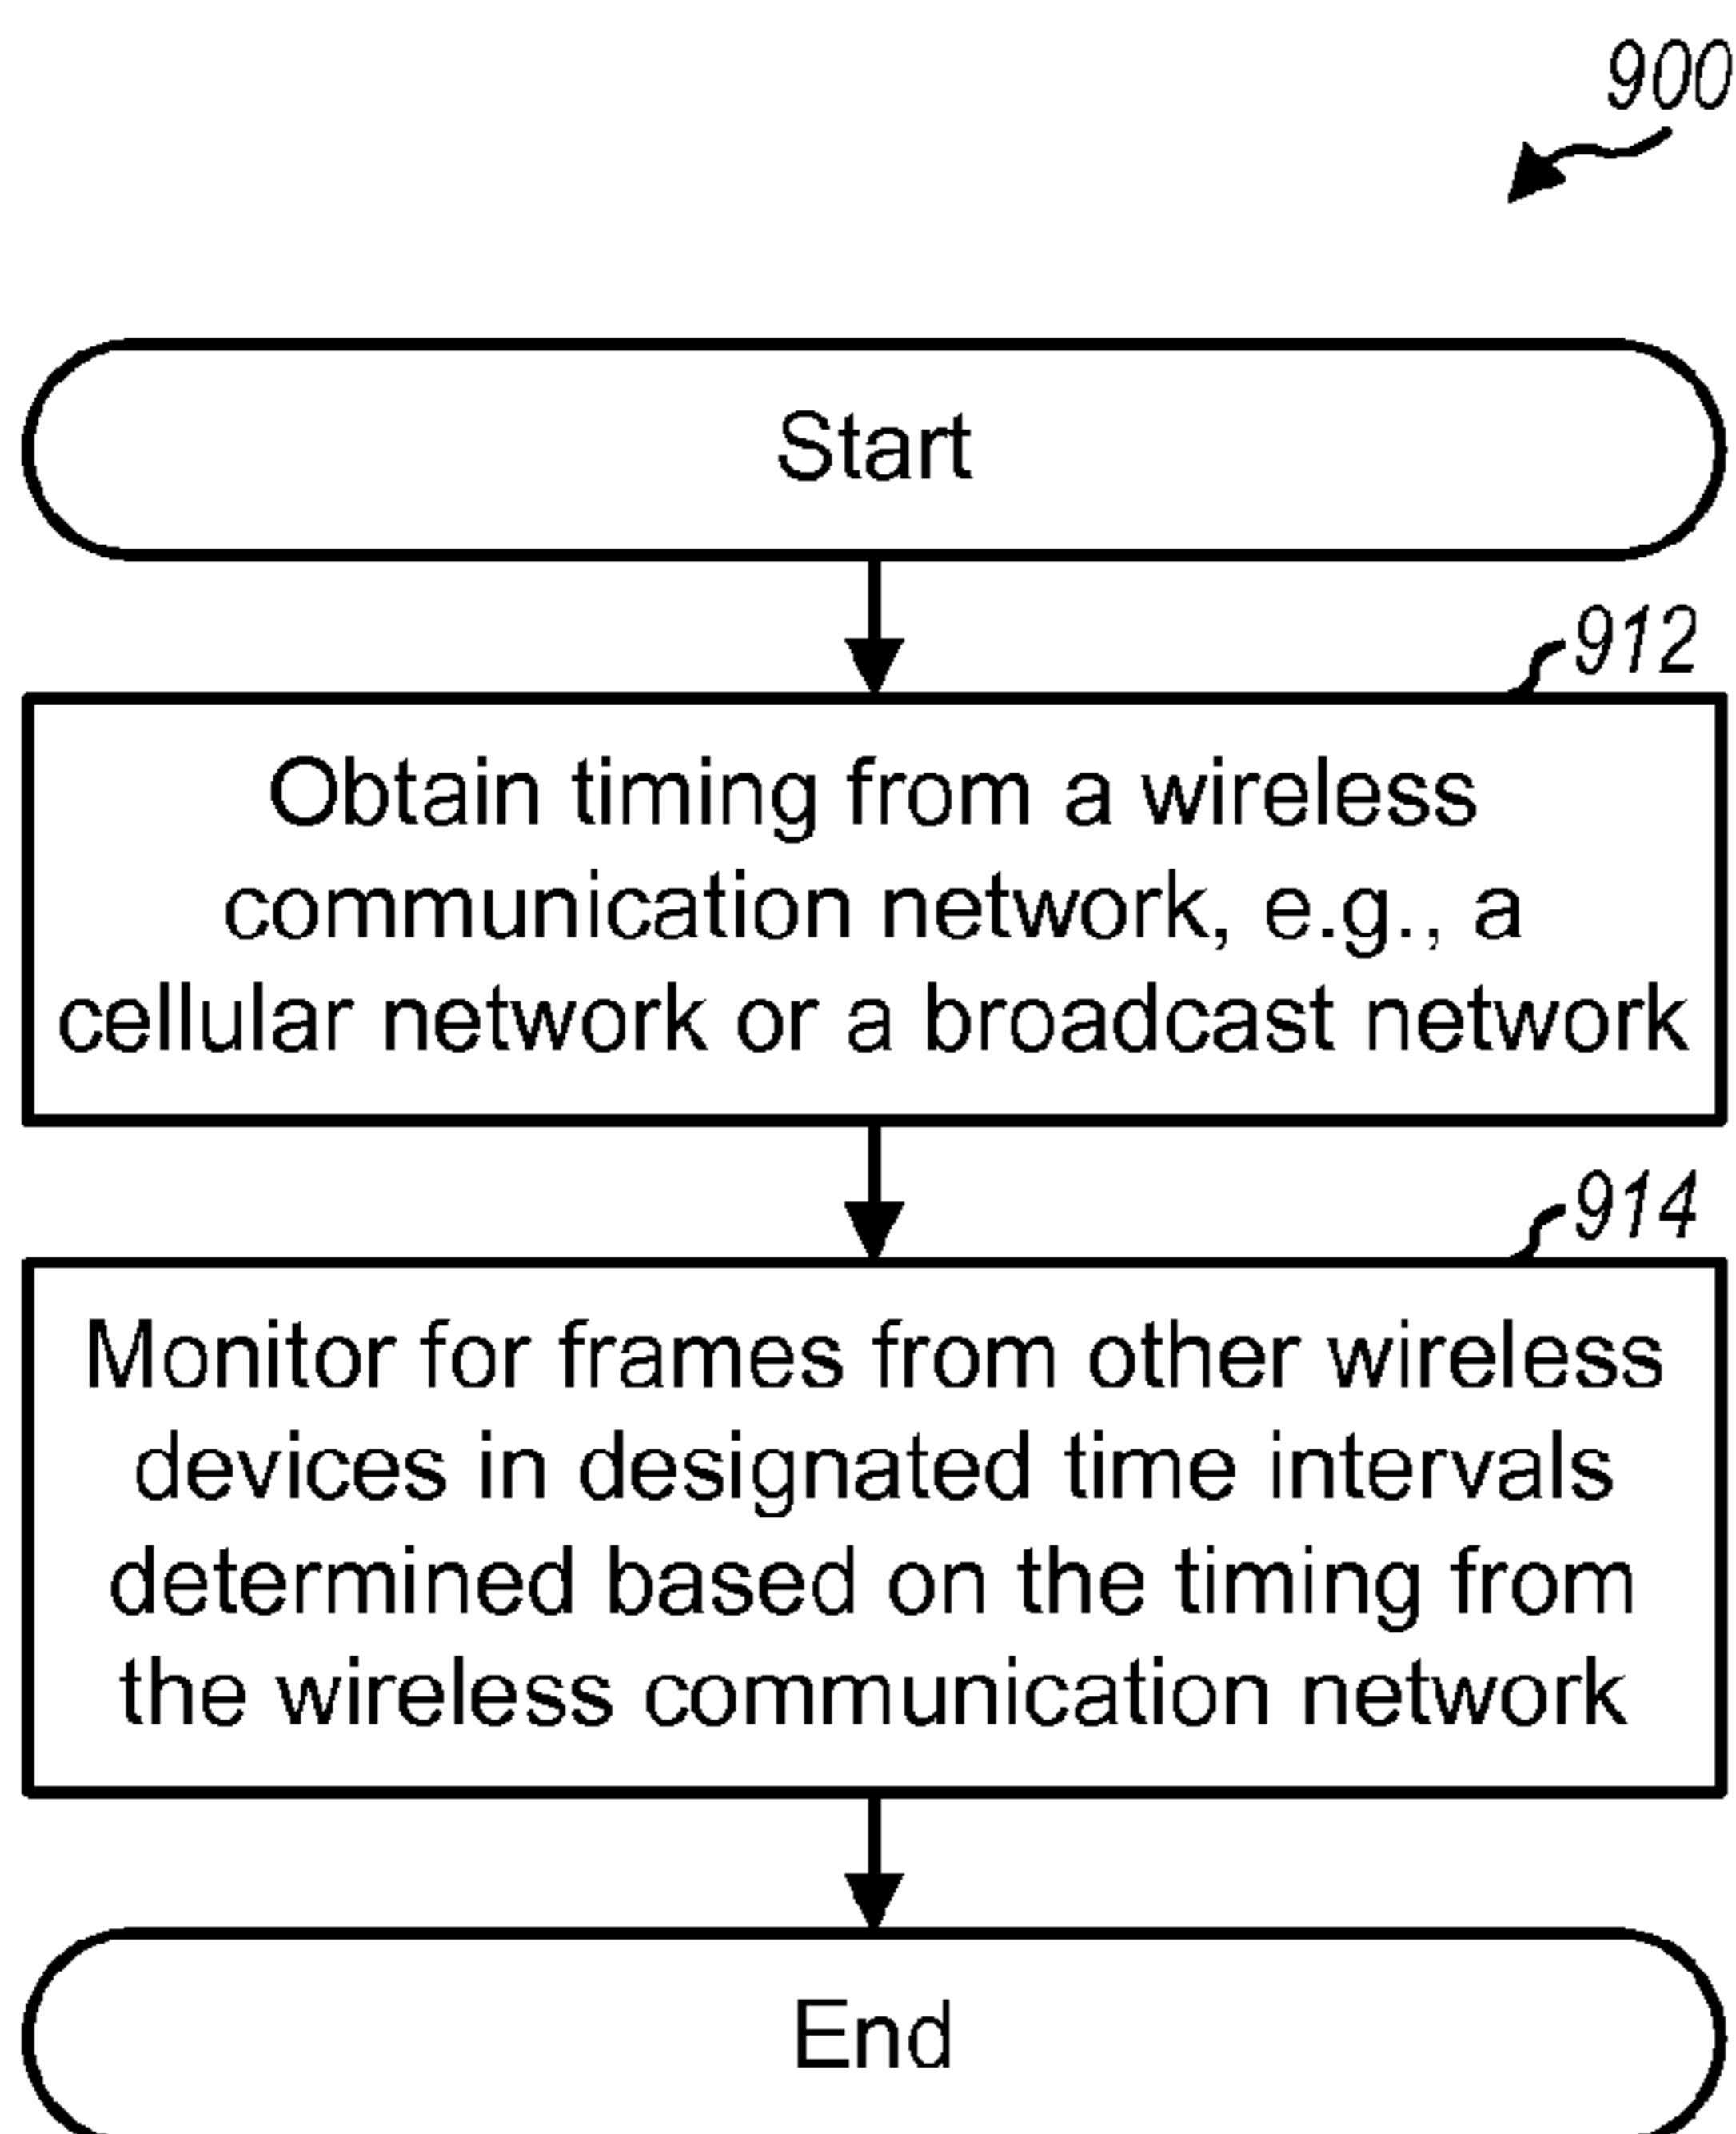 900
Start
912
Obtain timing from a wireless
communication network, e.g., a
cellular network or a broadcast network
914
Monitor for frames from other wireless
devices in designated time intervals
determined based on the timing from
the wireless communication network
End